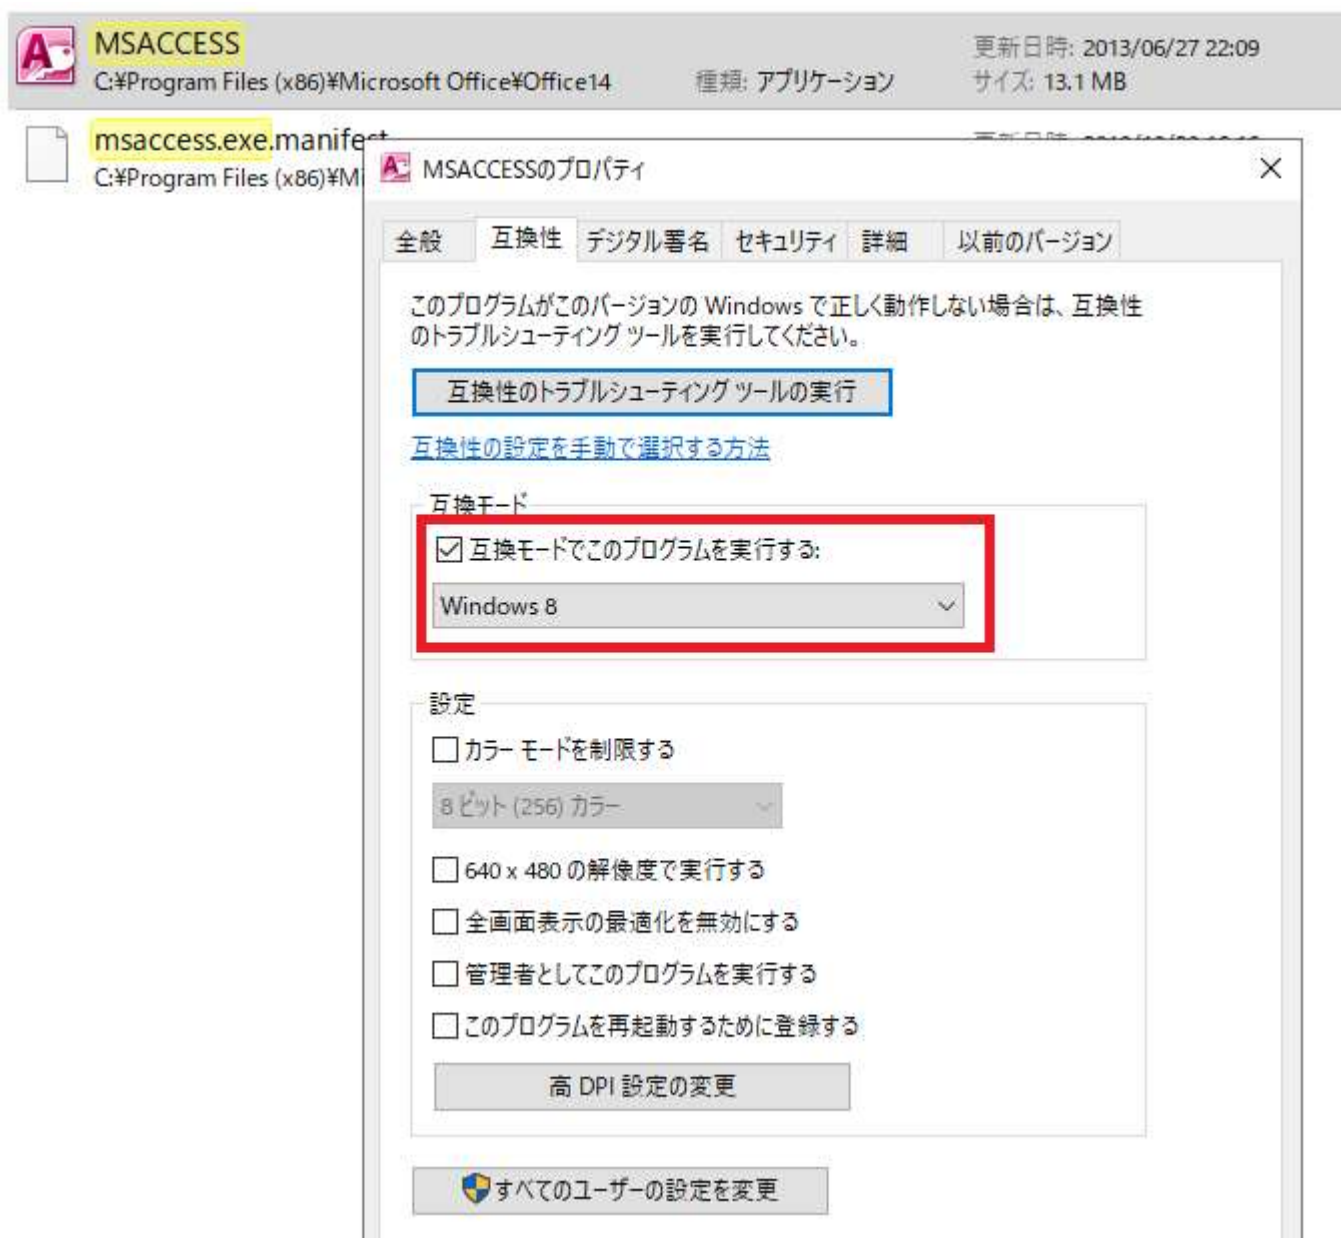 MSACCESS
更新日時: 2013/06/27 22:09
C:¥Program Files (x86)¥Microsoft Office¥Office14
種類: アプリケーション
サイズ: 13.1 MB
msaccess.exe.manifest
C:¥Program Files (x86)¥Mi
MSACCESSのプロパティ
全般
互換性
デジタル署名
セキュリティ
詳細
以前のバージョン
このプログラムがこのバージョンの Windows で正しく動作しない場合は、互換性
のトラブルシューティング ツールを実行してください。
互換性のトラブルシューティング ツールの実行
互換性の設定を手動で選択する方法
互換モード
互換モードでこのプログラムを実行する:
Windows 8
設定
カラー モードを制限する
8 ビット (256) カラー
640 x 480 の解像度で実行する
全画面表示の最適化を無効にする
管理者としてこのプログラムを実行する
このプログラムを再起動するために登録する
高 DPI 設定の変更
すべてのユーザーの設定を変更